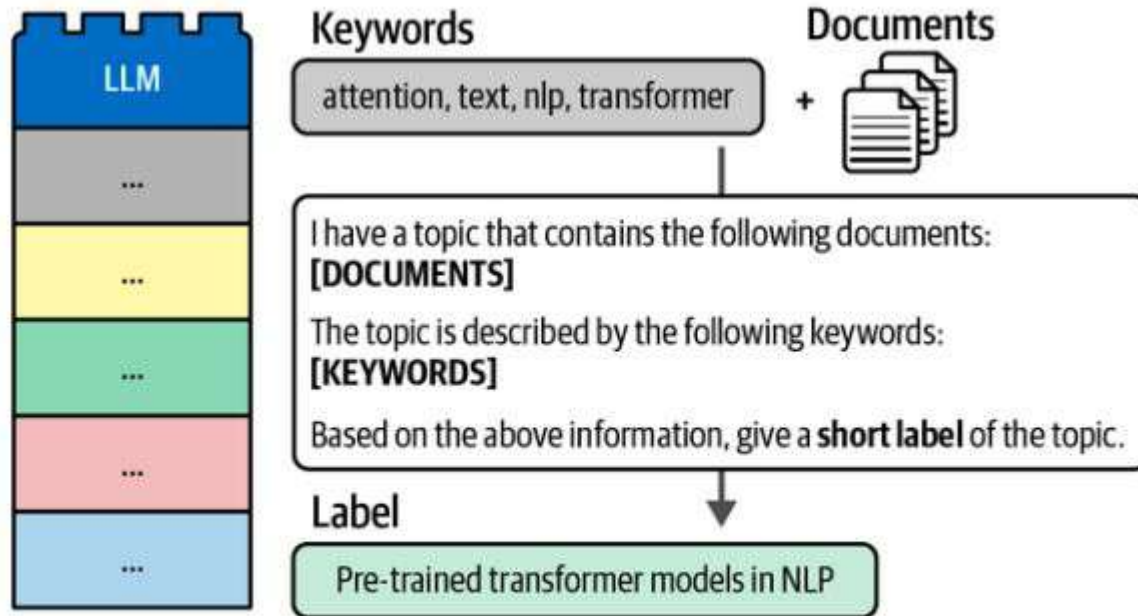 LLM
...
...
...
...
...
Keywords
Documents
attention, text, nlp, transformer
+
I have a topic that contains the following documents:
[DOCUMENTS]
The topic is described by the following keywords:
[KEYWORDS]
Based on the above information, give a short label of the topic.
Label
Pre-trained transformer models in NLP